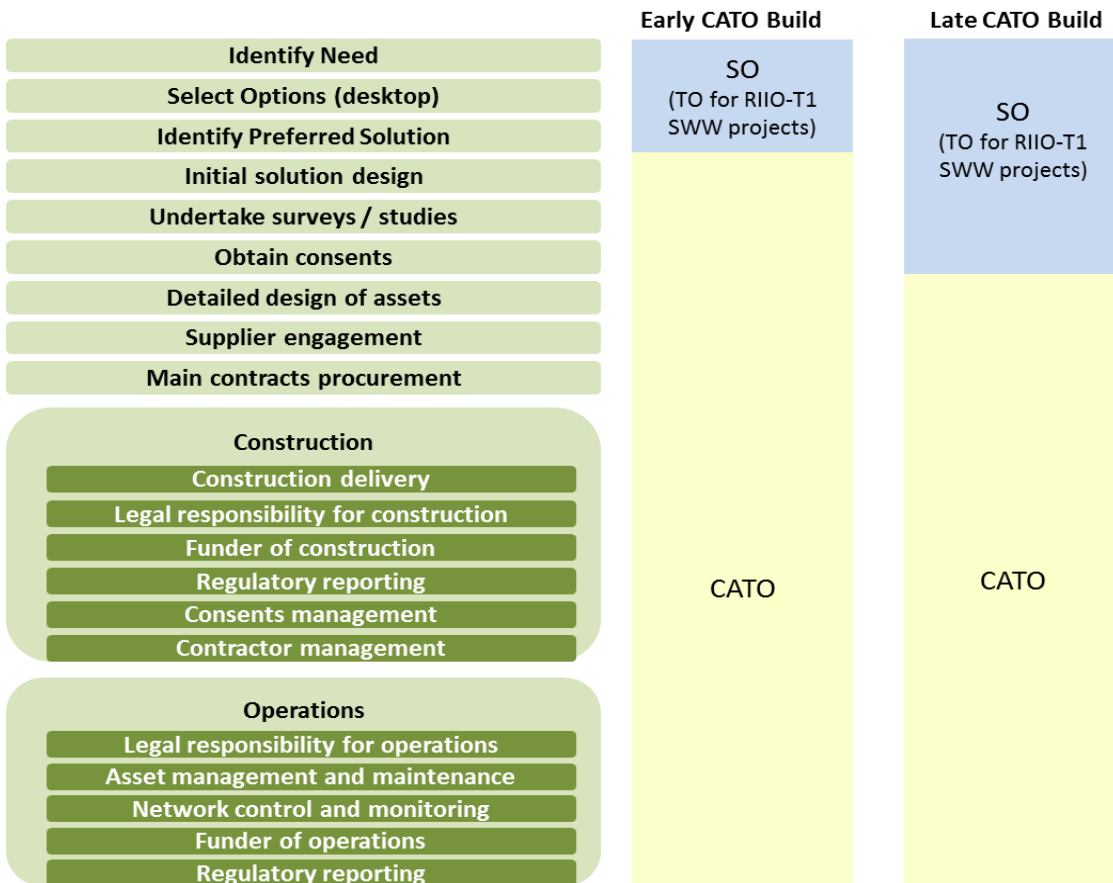 Early CATO Build
Late CATO Build
Identify Need
Select Options (desktop)
Identify Preferred Solution
Initial solution design
Undertake surveys / studies
Obtain consents
Detailed design of assets
Supplier engagement
Main contracts procurement
Construction
Construction delivery
Legal responsibility for construction
Funder of construction
Regulatory reporting
Consents management
Contractor management
Operations
Legal responsibility for operations
Asset management and maintenance
Network control and monitoring
Funder of operations
Regulatory reporting
SO
(TO for RIIO-T1
SWW projects)
CATO
SO
(TO for RIIO-T1
SWW projects)
CATO